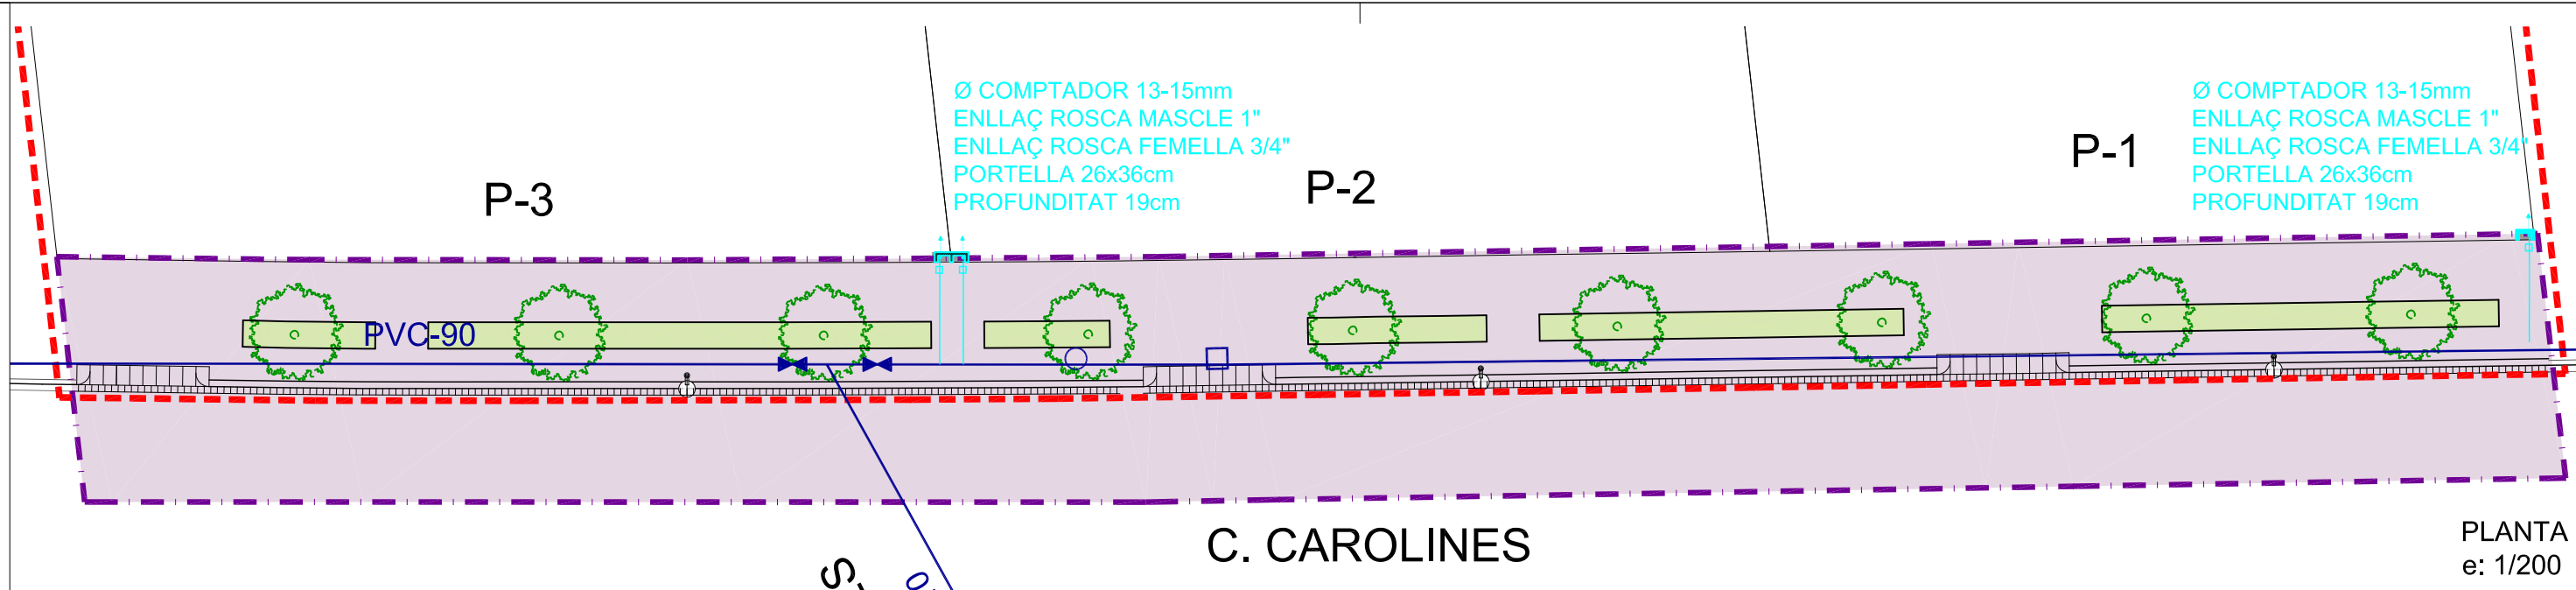 Ø COMPTADOR 13-15mm
ENLLAÇ ROSCA MASCLE 1"
ENLLAÇ ROSCA FEMELLA 3/4"
PORTELLA 26x36cm
PROFUNDITAT 19cm
Ø COMPTADOR 13-15mm
ENLLAÇ ROSCA MASCLE 1"
ENLLAÇ ROSCA FEMELLA 3/4"
PORTELLA 26x36cm
PROFUNDITAT 19cm
P-3
P-2
P-1
PVC-90
C. CAROLINES
PLANTA
e: 1/200